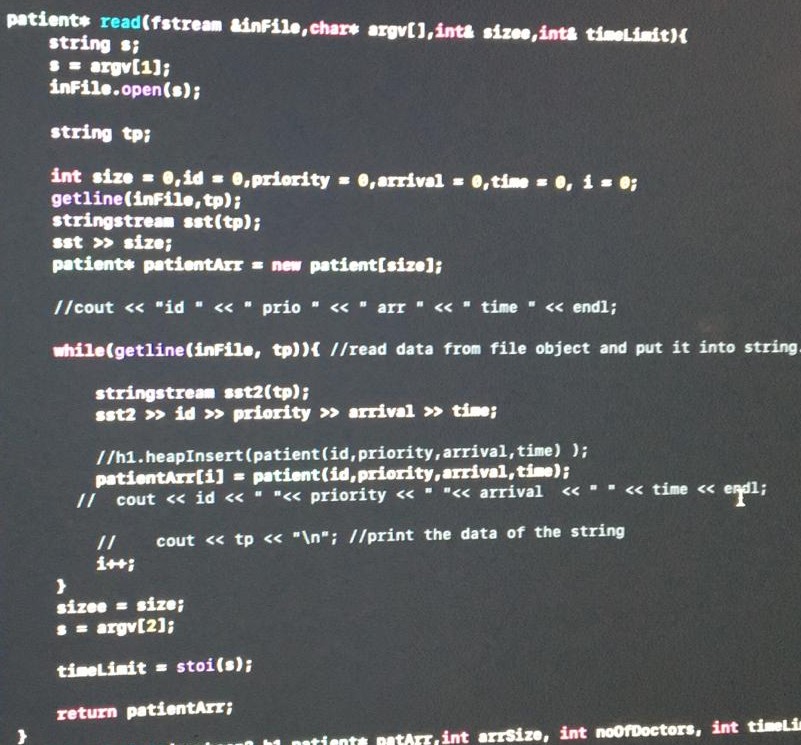 patient* read(fstream &inFile,char* argv[],int& sizee,int& timeLimit){
string s;
s = argv[1];
inFile.open(s);
string tp;
int size = 0,id = 0,priority = 0,arrival = 0,time = 0, i = 0;
getline(inFile,tp);
stringstream sst(tp);
sst >> size;
patient* patientArr = new patient[size];
//cout << "id " << " prio " << " arr " << " time " << endl;
while(getline(inFile, tp)){ //read data from file object and put it into string.
stringstream sst2(tp);
sst2 >> id >> priority >> arrival >> time;
//h1.heapInsert(patient(id,priority,arrival,time) );
patientArr[i] = patient(id,priority,arrival,time);
// cout << id << " "<< priority << " "<< arrival << " " << time << endl;
// cout << tp << "\n"; //print the data of the string
i++;
}
sizee = size;
s = argv[2];
timeLimit = stoi(s);
return patientArr;
}
h1,patient* patArr,int arrSize, int noOfDoctors, int timeLi